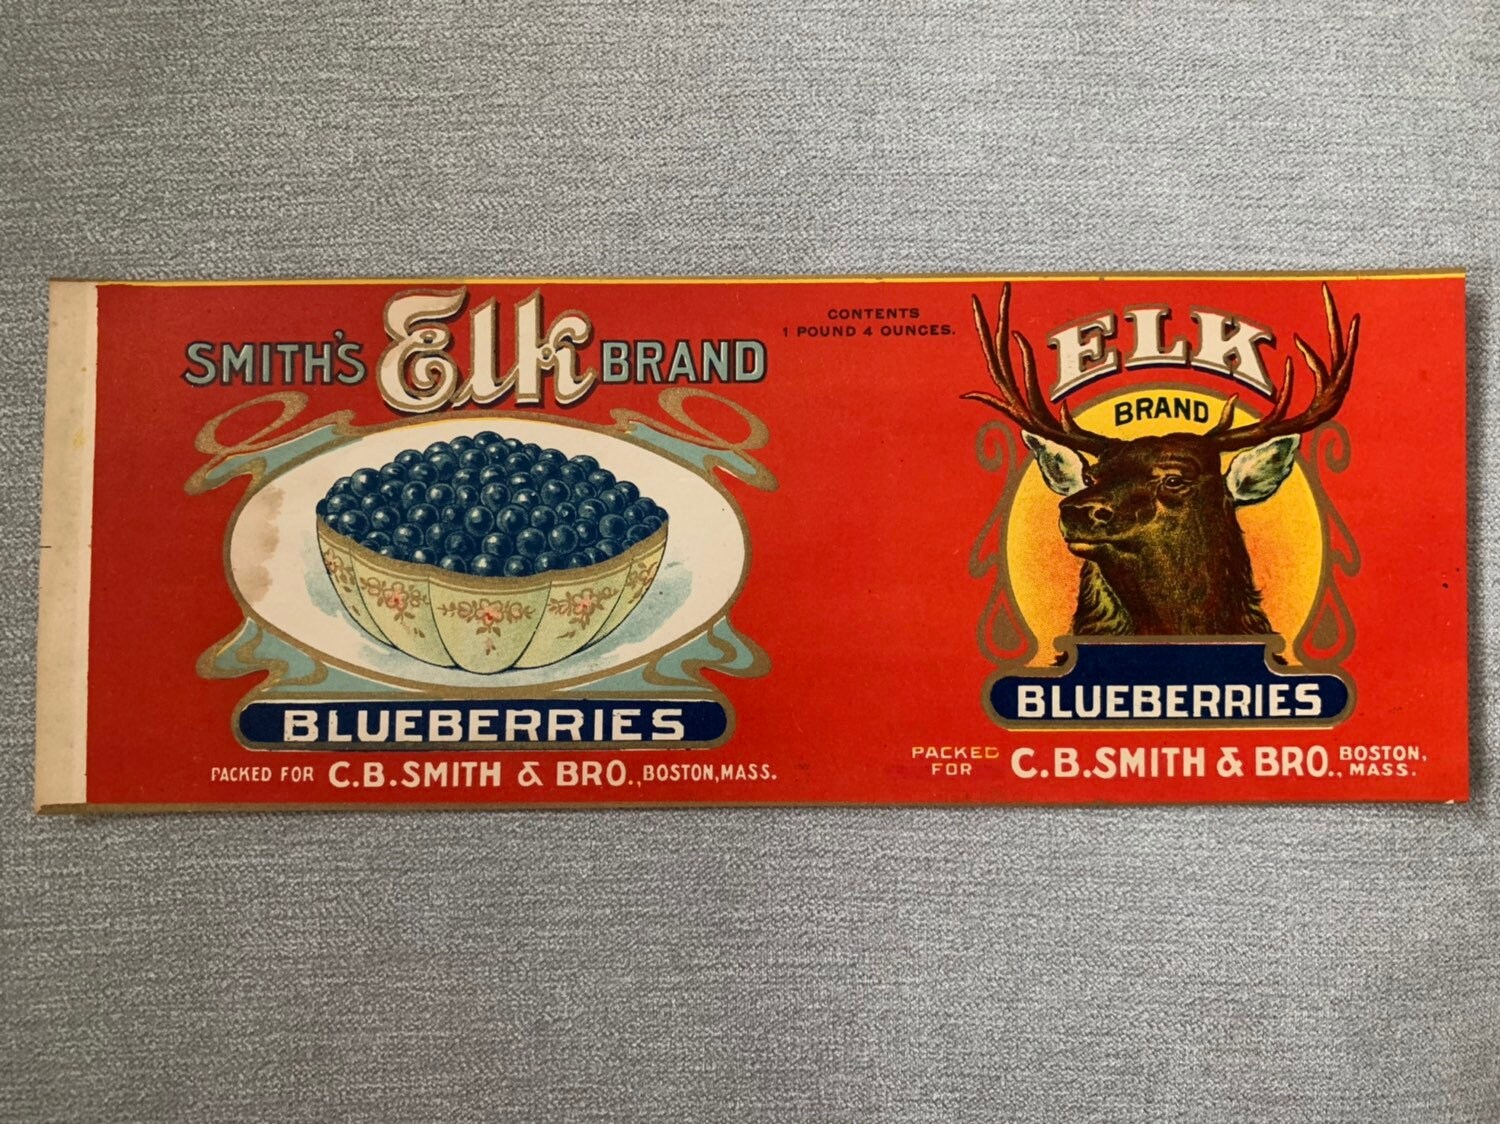 SMITH'S Elk BRAND
BLUEBERRIES
PACKED FOR C.B. SMITH & BRO., BOSTON, MASS.
CONTENTS
1 POUND 4 OUNCES.
ELK
BRAND
BLUEBERRIES
PACKED FOR C.B. SMITH & BRO., BOSTON, MASS.